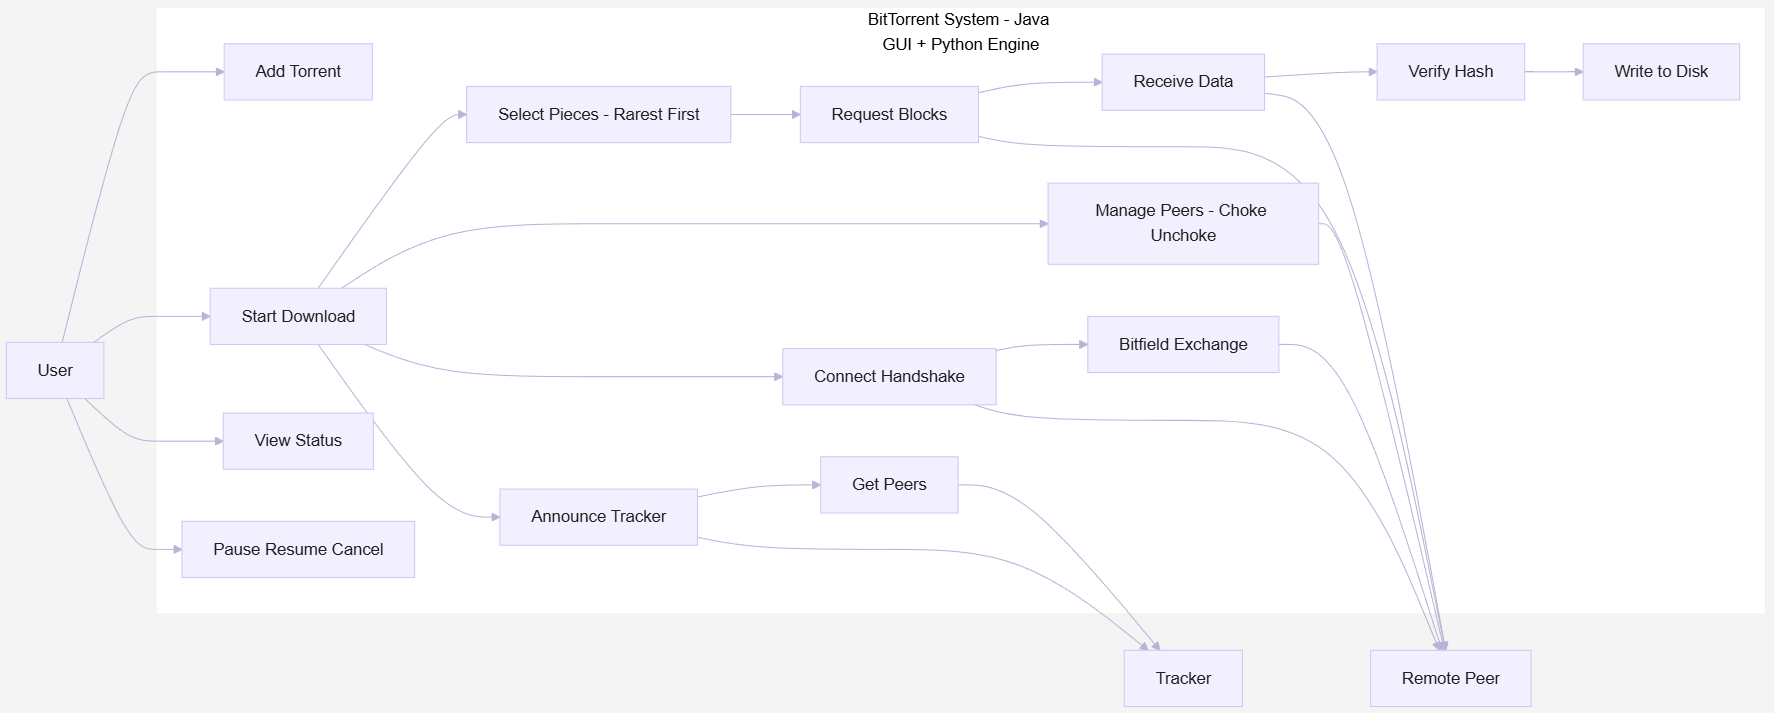 BitTorrent System - Java
GUI + Python Engine
Add Torrent
Select Pieces - Rarest First
Request Blocks
Receive Data
Verify Hash
Write to Disk
Manage Peers - Choke
Unchoke
Start Download
User
Connect Handshake
Bitfield Exchange
View Status
Get Peers
Announce Tracker
Pause Resume Cancel
Tracker
Remote Peer